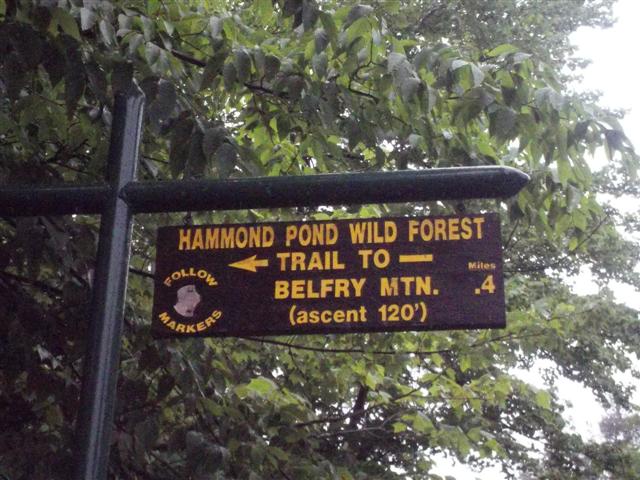 HAMMOND POND WILD FOREST
TRAIL TO
BELFRY MTN.
(ascent 120')
Miles
.4
FOLLOW
MARKERS